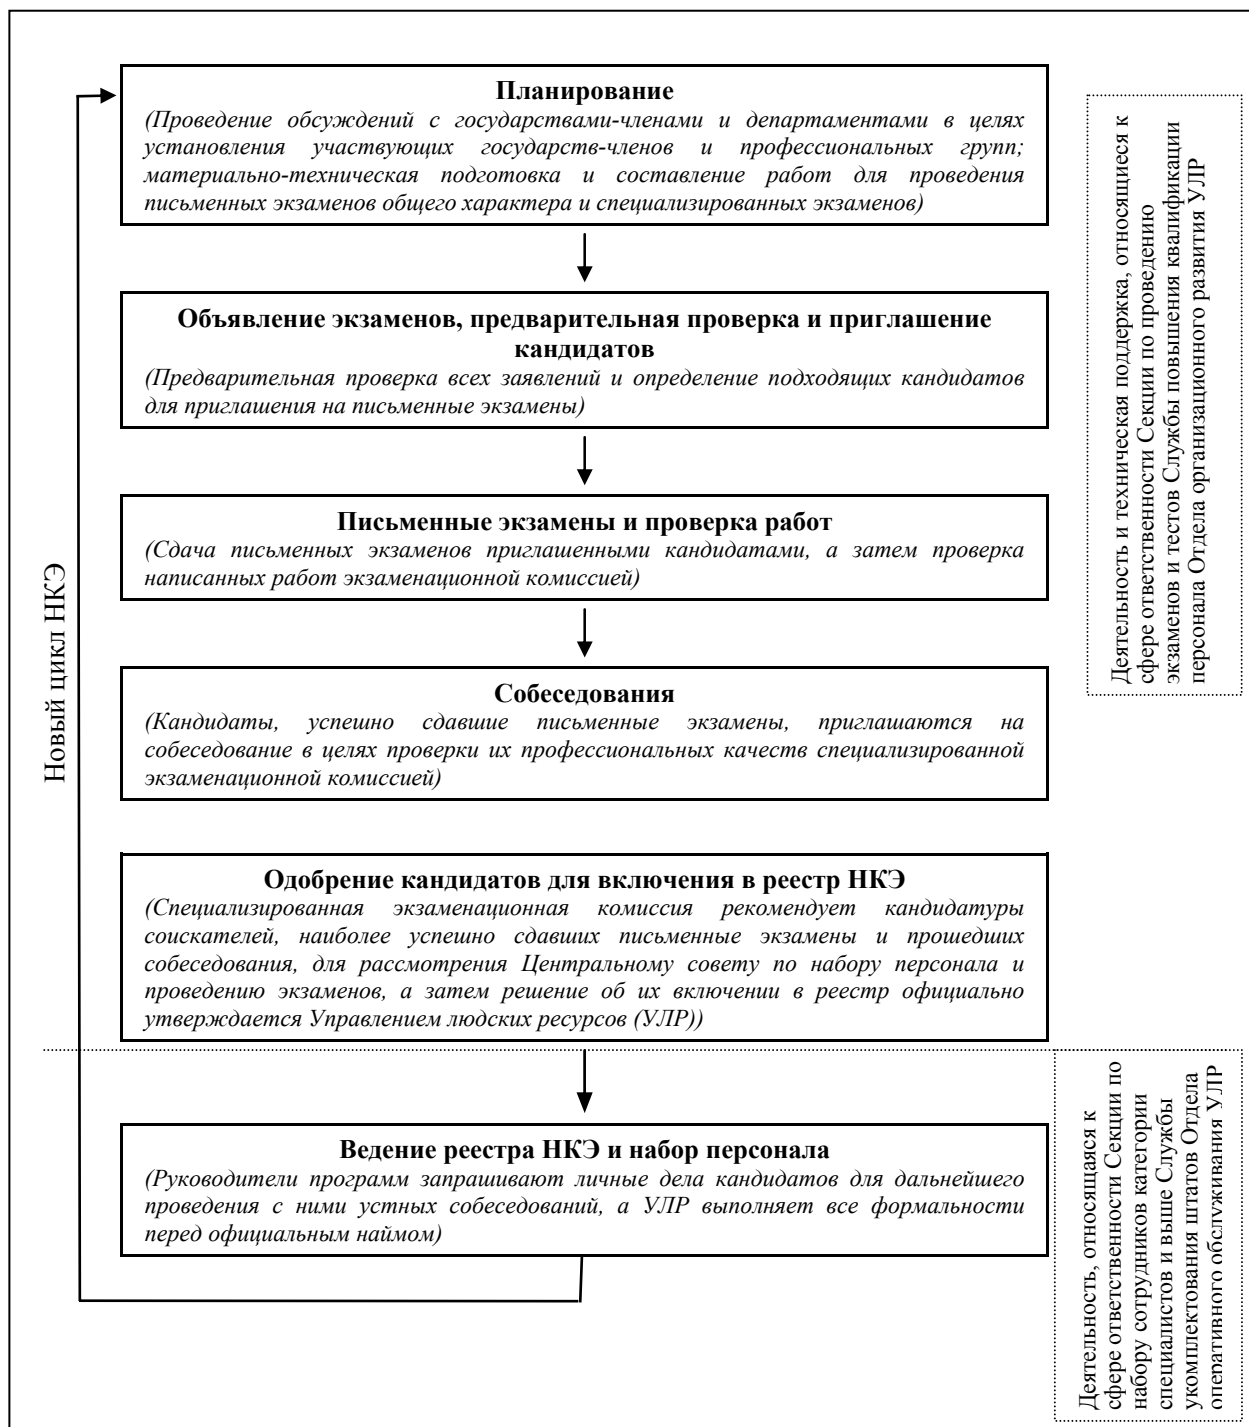 Планирование
(Проведение обсуждений с государствами-членами и департаментами в целях
установления участвующих государств-членов и профессиональных групп;
материально-техническая подготовка и составление работ для проведения
письменных экзаменов общего характера и специализированных экзаменов)
Объявление экзаменов, предварительная проверка и приглашение
кандидатов
(Предварительная проверка всех заявлений и определение подходящих кандидатов
для приглашения на письменные экзамены)
Письменные экзамены и проверка работ
(Сдача письменных экзаменов приглашенными кандидатами, а затем проверка
написанных работ экзаменационной комиссией)
Собеседования
(Кандидаты, успешно сдавшие письменные экзамены, приглашаются на
собеседование в целях проверки их профессиональных качеств специализированной
экзаменационной комиссией)
Одобрение кандидатов для включения в реестр НКЭ
(Специализированная экзаменационная комиссия рекомендует кандидатуры
соискателей, наиболее успешно сдавших письменные экзамены и прошедших
собеседования, для рассмотрения Центральному совету по набору персонала и
проведению экзаменов, а затем решение об их включении в реестр официально
утверждается Управлением людских ресурсов (УЛР))
Ведение реестра НКЭ и набор персонала
(Руководители программ запрашивают личные дела кандидатов для дальнейшего
проведения с ними устных собеседований, а УЛР выполняет все формальности
перед официальным наймом)
Новый цикл НКЭ
Деятельность и техническая поддержка, относящиеся к
сфере ответственности Секции по проведению
экзаменов и тестов Службы повышения квалификации
персонала Отдела организационного развития УЛР
Деятельность, относящаяся к
сфере ответственности Секции по
набору сотрудников категории
специалистов и выше Службы
укомплектования штатов Отдела
оперативного обслуживания УЛР